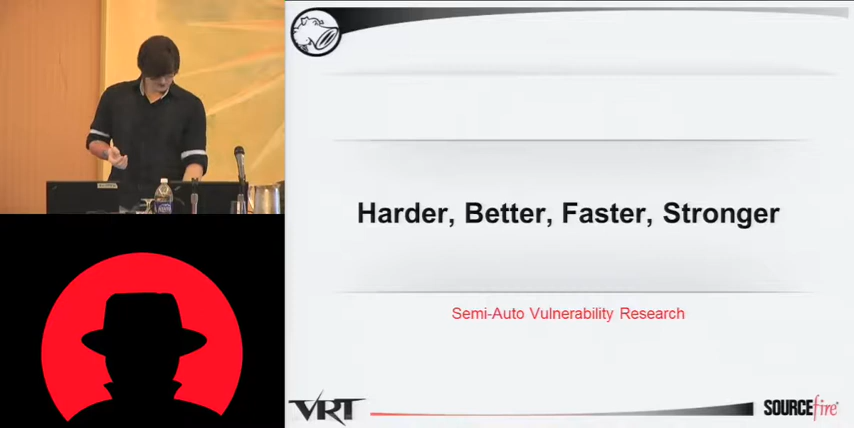 Harder, Better, Faster, Stronger
Semi-Auto Vulnerability Research
VRT
SOURCEfire